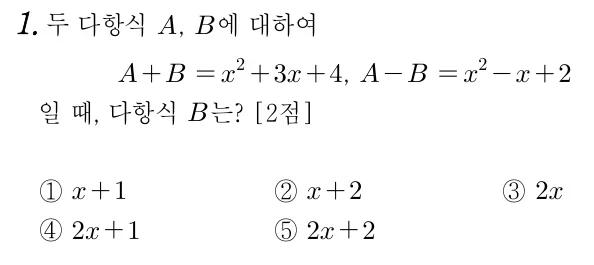 1. 두 다항식 A, B에 대하여
A+B=x²+3x+4, A-B=x²-x+2
일 때, 다항식 B는? [2점]
① x+1 ② x+2 ③ 2x
④ 2x+1 ⑤ 2x+2